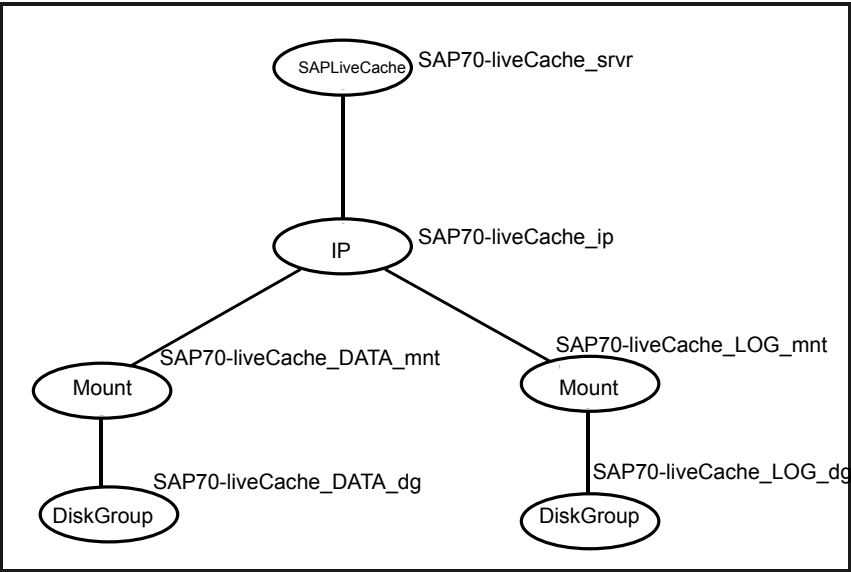 SAPLiveCache
SAP70-liveCache_srvr
IP
SAP70-liveCache_ip
SAP70-liveCache_DATA_mnt
Mount
SAP70-liveCache_LOG_mnt
Mount
SAP70-liveCache_DATA_dg
DiskGroup
SAP70-liveCache_LOG_dg
DiskGroup